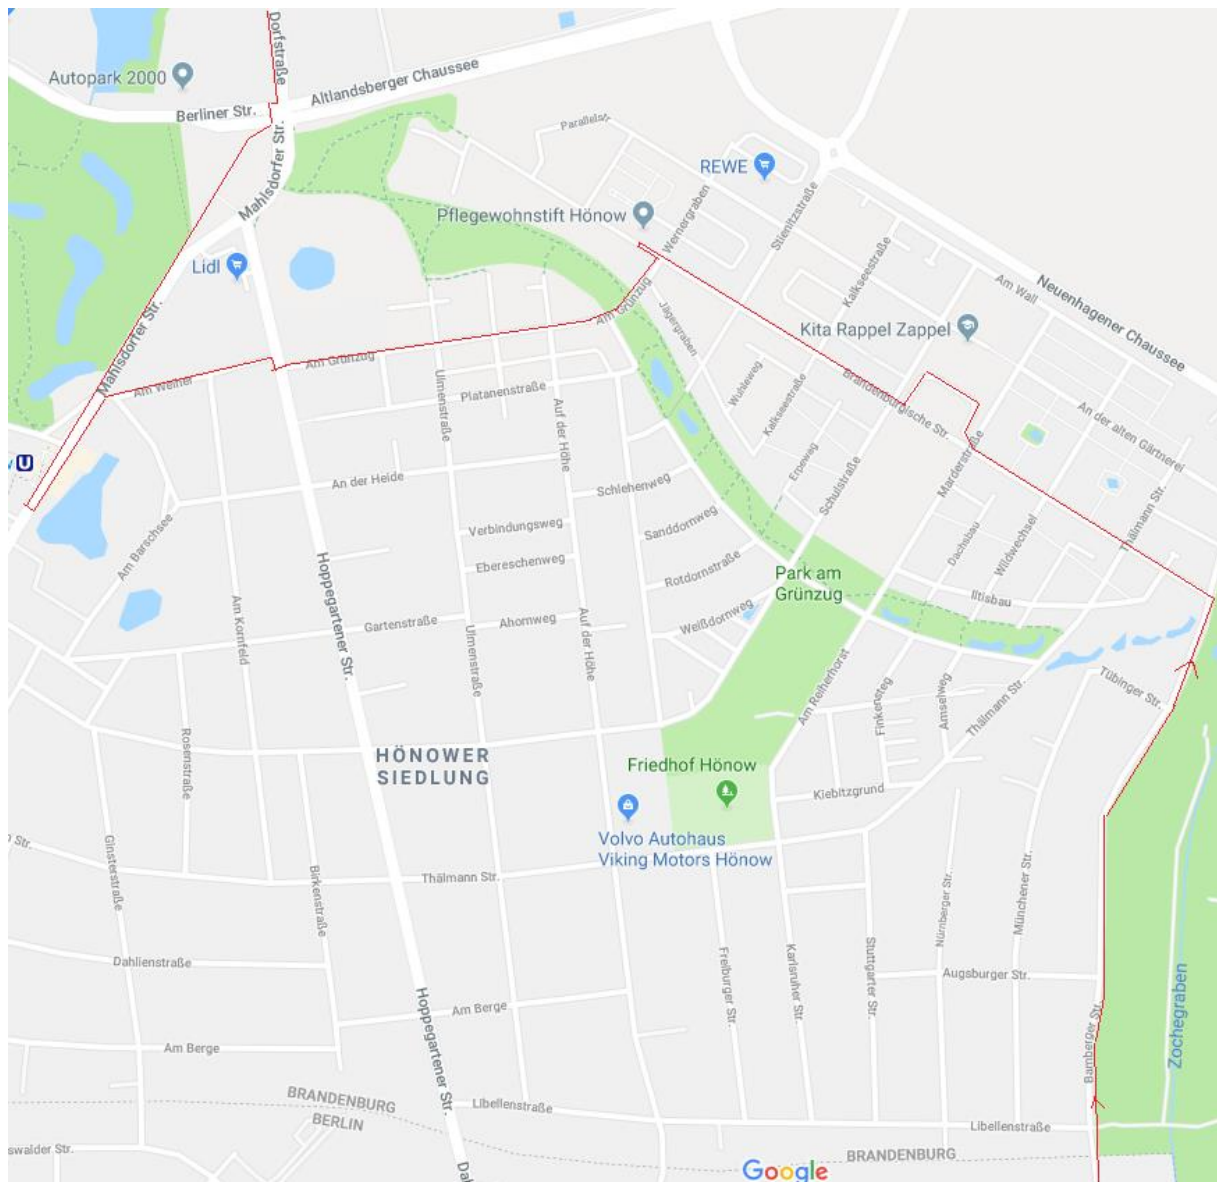 Dorfstraße
Autopark 2000
Altlandsberger Chaussee
Berliner Str.
Parallelst.
Mahlsdorfer Str.
REWE
Stienitzstraße
Pflegewohnstift Hönow
Wernergraben
Kalkseestraße
Lidl
Am Wall
Neuenhagener Chaussee
Mahlsdorfer Str.
Am Grünzug
Jägergraben
Kita Rappel Zappel
Am Grünzug
Am Weiher
Ulmenstraße
Platanenstraße
Wuhleweg
Kalkseestraße
Brandenburgische Str.
An der alten Gärtnerei
Auf der Höhe
Erpeweg
Schulstraße
Marderstraße
U
An der Heide
Schlehenweg
Thälmann Str.
Am Barschsee
Verbindungsweg
Sanddornweg
Dachsbau
Wildwechsel
Hoppegartener Str.
Ebereschenweg
Rotdornstraße
Park am
Grünzug
Iltisbau
Am Kornfeld
Gartenstraße
Ahornweg
Auf der Höhe
Weißdornweg
Ulmenstraße
Am Reiherhorst
Finkensteg
Amselweg
Thälmann Str.
Tübinger Str.
Rosenstraße
HÖNOWER
SIEDLUNG
Friedhof Hönow
Kiebitzgrund
Volvo Autohaus
Viking Motors Hönow
Str.
Ginsterstraße
Birkenstraße
Thälmann Str.
Nürnberger Str.
Münchener Str.
Dahlienstraße
Freiburger Str.
Karlsruher Str.
Stuttgarter Str.
Augsburger Str.
Hoppegartener Str.
Am Berge
Bamberger Str.
Zochegraben
Am Berge
BRANDENBURG
BERLIN
Libellenstraße
Libellenstraße
swalder Str.
Dal
Google
BRANDENBURG